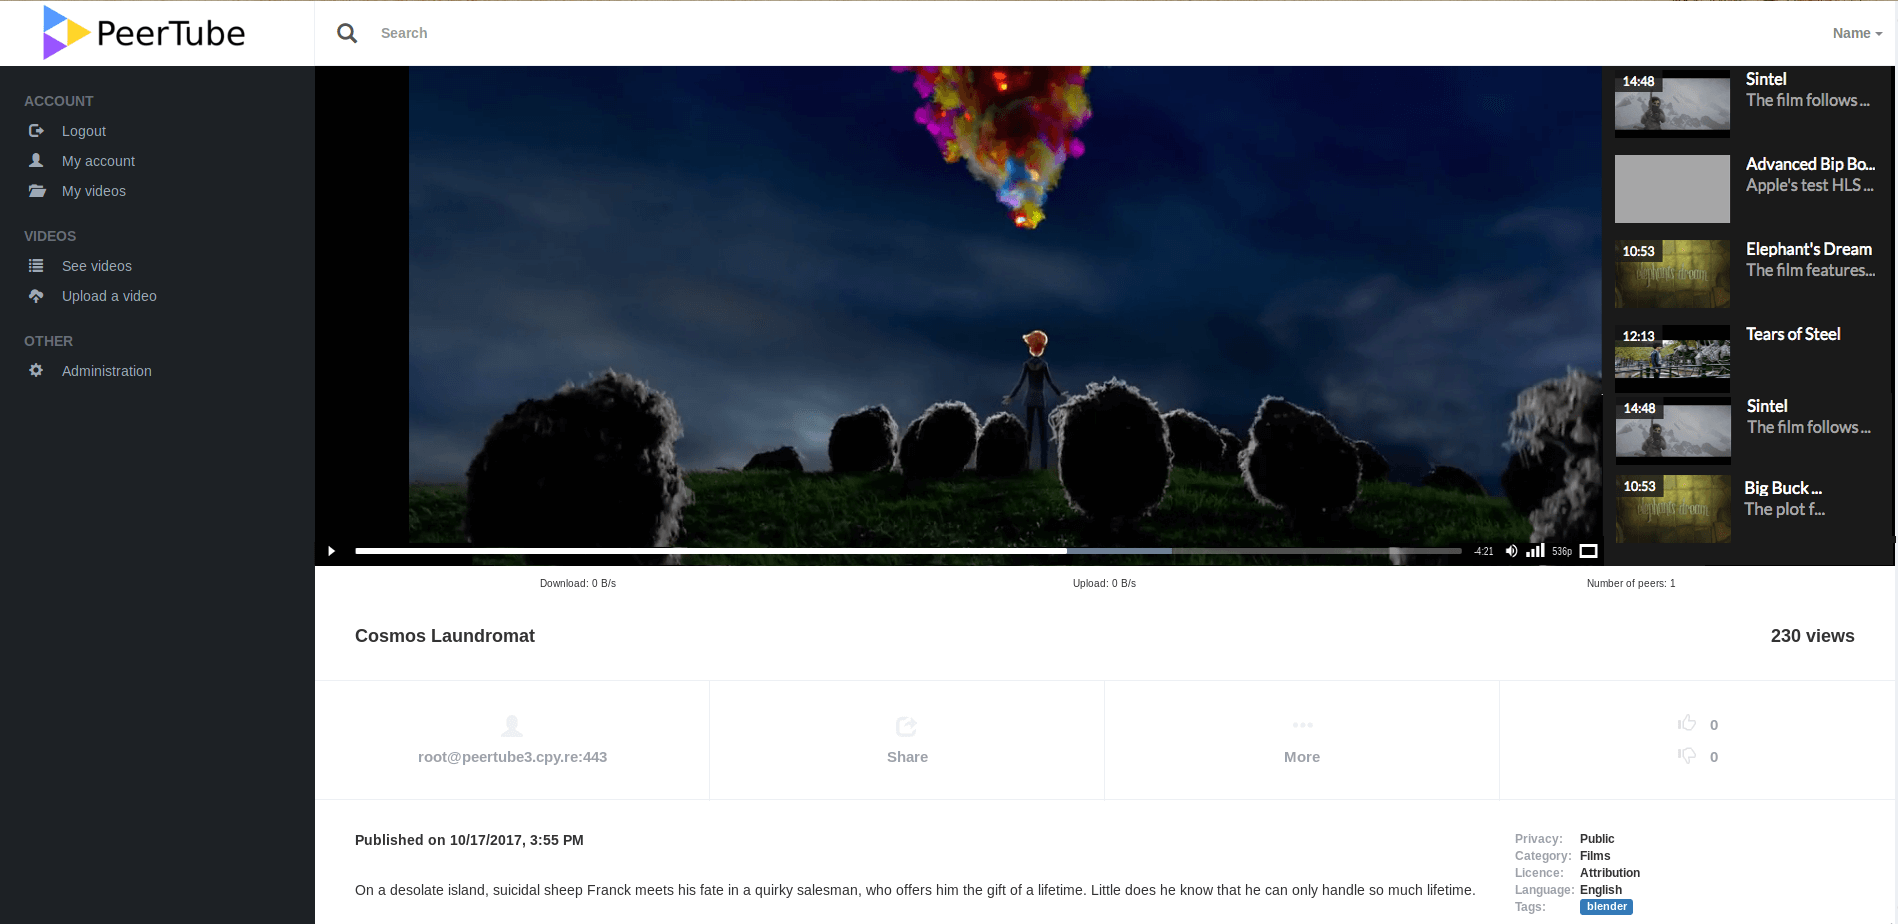 PeerTube
Search
Name
ACCOUNT
Logout
My account
My videos
VIDEOS
See videos
Upload a video
OTHER
Administration
14:48
Sintel
The film follows ...
Advanced Bip Bo...
Apple's test HLS ...
10:53
Elephant's Dream
The film features...
elephants dream
12:13
Tears of Steel
14:48
Sintel
The film follows ...
10:53
Big Buck ...
The plot f...
elephants dream
-4:21
536p
Download: 0 B/s
Upload: 0 B/s
Number of peers: 1
Cosmos Laundromat
230 views
root@peertube3.cpy.re:443
Share
More
0
0
Published on 10/17/2017, 3:55 PM
On a desolate island, suicidal sheep Franck meets his fate in a quirky salesman, who offers him the gift of a lifetime. Little does he know that he can only handle so much lifetime.
Privacy: Public
Category: Films
Licence: Attribution
Language: English
Tags: blender